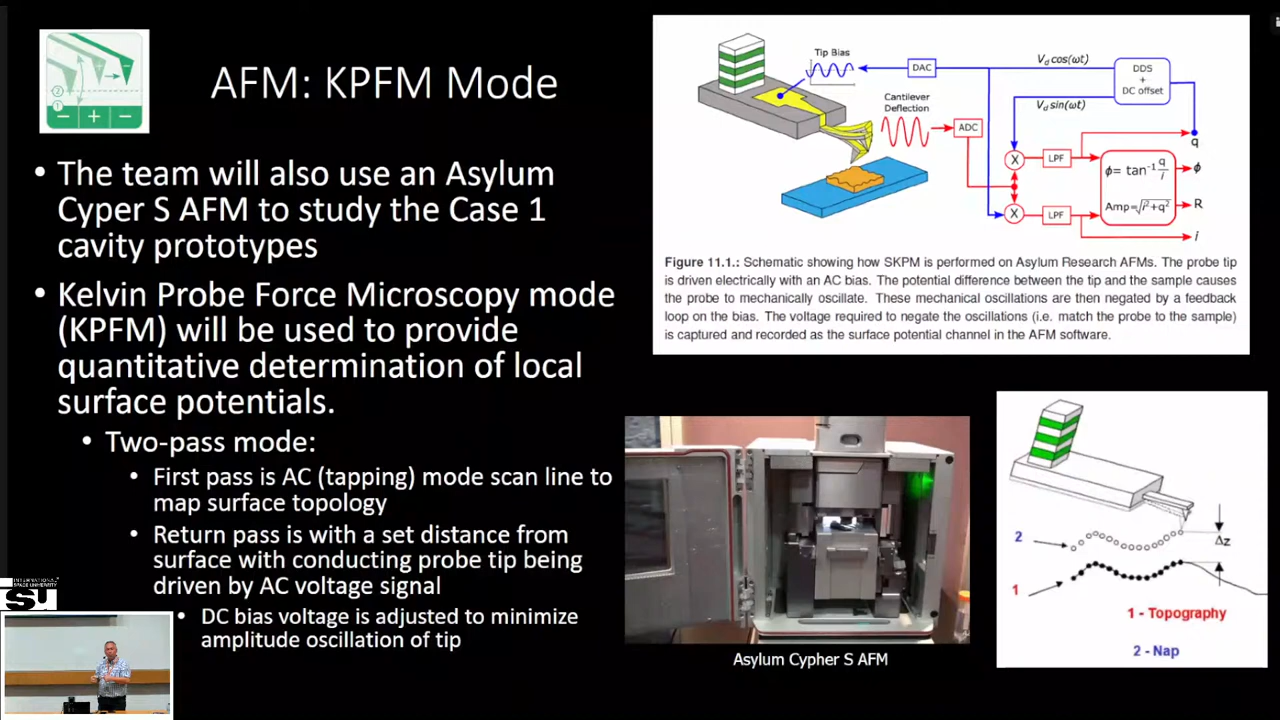 AFM: KPFM Mode
• The team will also use an Asylum
Cyper S AFM to study the Case 1
cavity prototypes
• Kelvin Probe Force Microscopy mode
(KPFM) will be used to provide
quantitative determination of local
surface potentials.
• Two-pass mode:
• First pass is AC (tapping) mode scan line to
map surface topology
• Return pass is with a set distance from
surface with conducting probe tip being
driven by AC voltage signal
• DC bias voltage is adjusted to minimize
amplitude oscillation of tip
2
1
Tip Bias
DAC
V_d cos(ωt)
DDS
+
DC offset
Cantilever
Deflection
ADC
V_d sin(ωt)
q
X
LPF
ϕ= tan⁻¹ q/i
ϕ
Amp=√i²+q²
R
X
LPF
i
Figure 11.1.: Schematic showing how SKPM is performed on Asylum Research AFMs. The probe tip
is driven electrically with an AC bias. The potential difference between the tip and the sample causes
the probe to mechanically oscillate. These mechanical oscillations are then negated by a feedback
loop on the bias. The voltage required to negate the oscillations (i.e. match the probe to the sample)
is captured and recorded as the surface potential channel in the AFM software.
Asylum Cypher S AFM
2
Δz
1
1 - Topography
2 - Nap
INTERNATIONAL
SPACE UNIVERSITY
isu